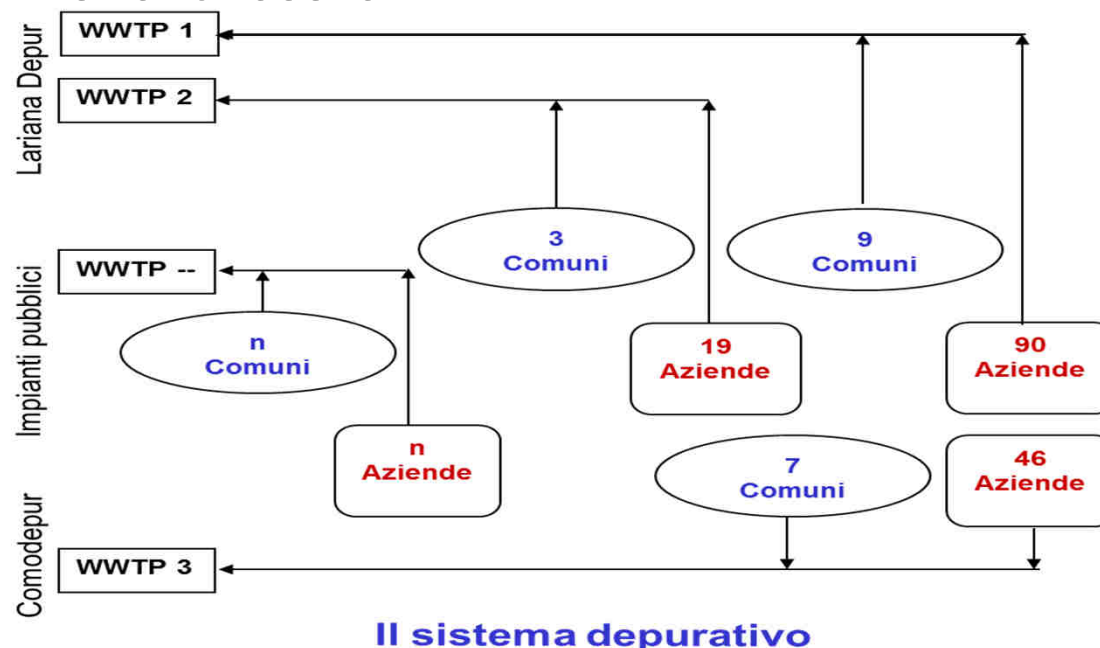 Lariana Depur
WWTP 1
WWTP 2
3
Comuni
9
Comuni
Impianti pubblici
WWTP --
n
Comuni
19
Aziende
90
Aziende
n
Aziende
7
Comuni
46
Aziende
Comodepur
WWTP 3
Il sistema depurativo